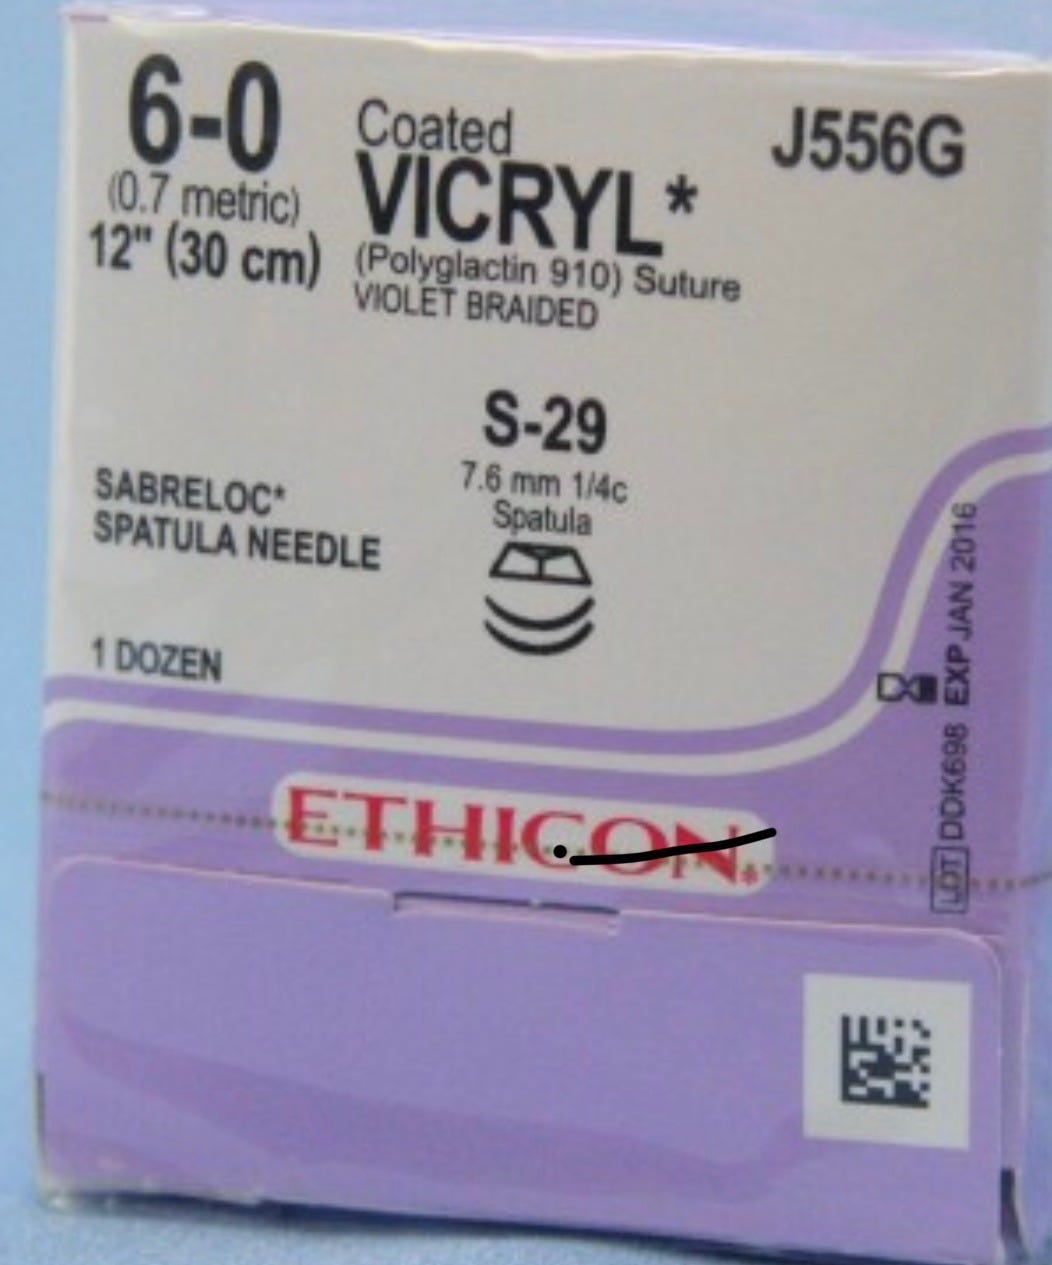 6-0
(0.7 metric)
12" (30 cm)
Coated
VICRYL*
(Polyglactin 910) Suture
VIOLET BRAIDED
J556G
S-29
7.6 mm 1/4c
Spatula
SABRELOC*
SPATULA NEEDLE
1 DOZEN
EXP JAN 2016
LOT DDK698
ETHICON*